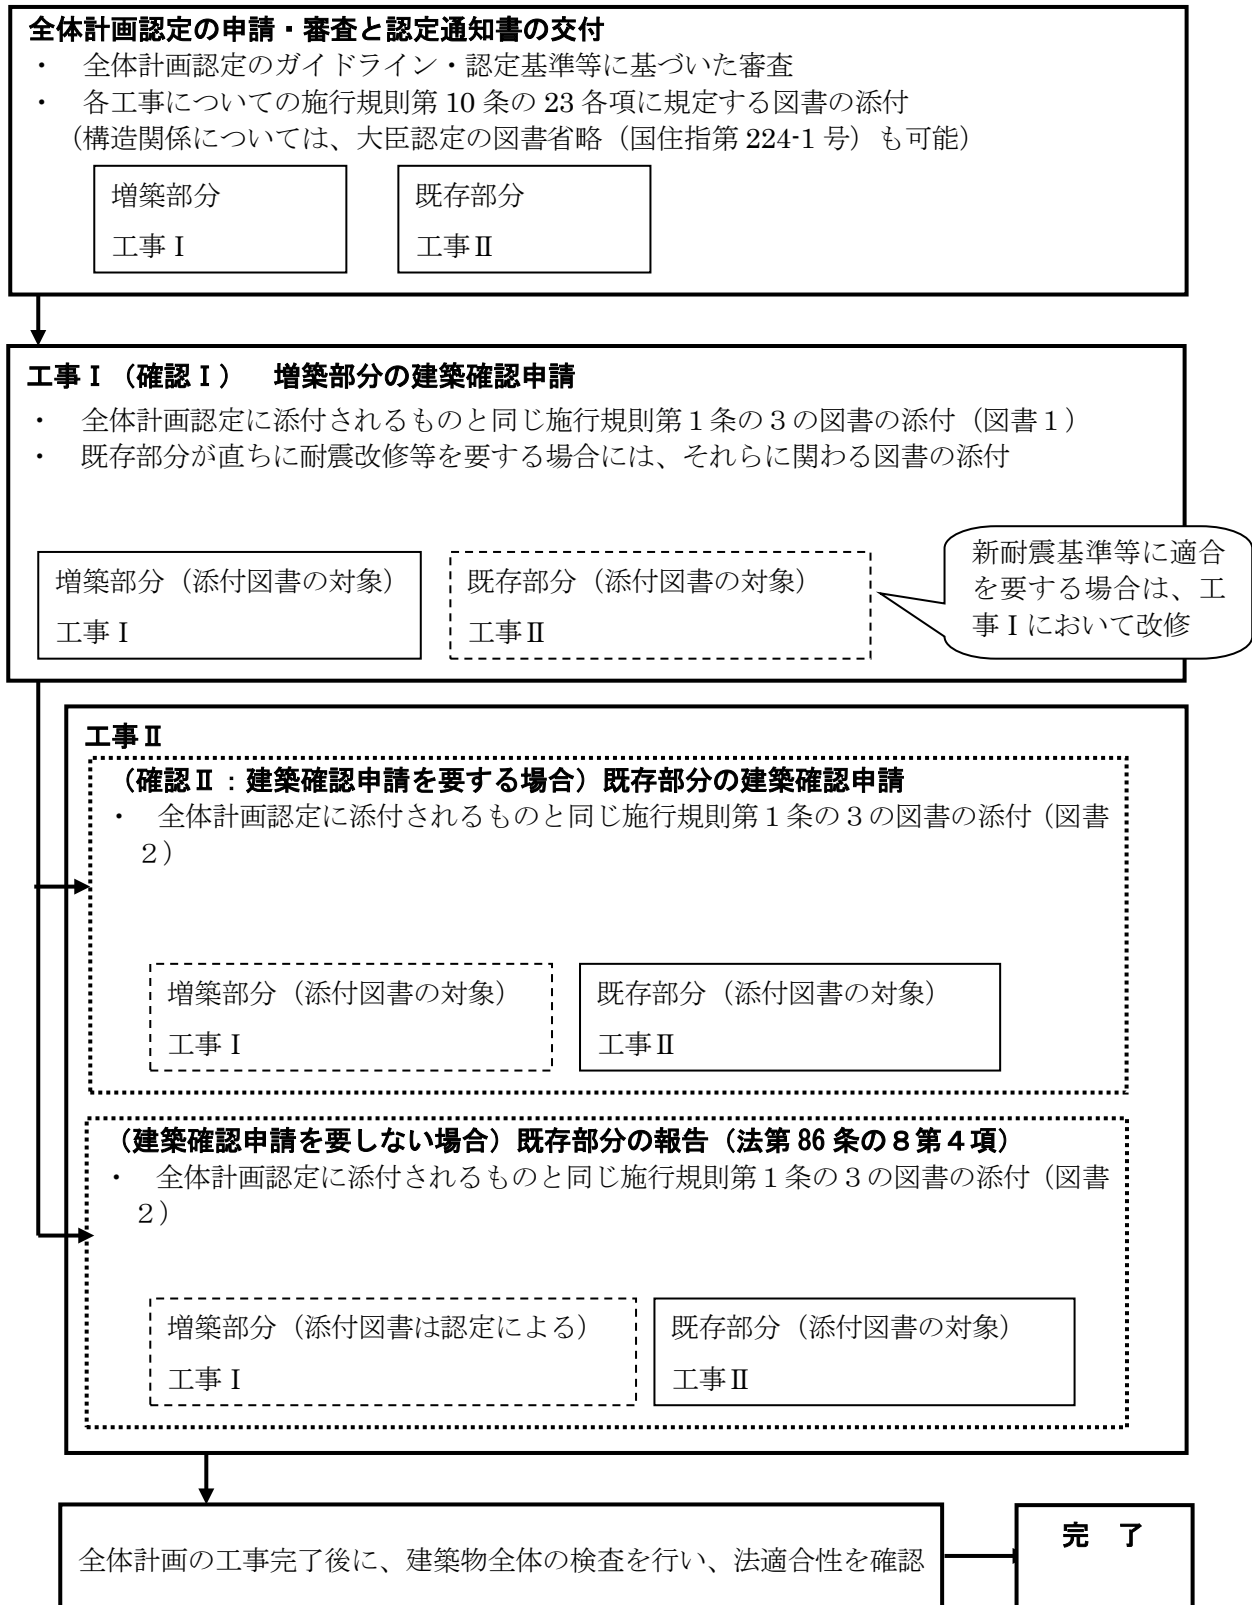 全体計画認定の申請・審査と認定通知書の交付
・　全体計画認定のガイドライン・認定基準等に基づいた審査
・　各工事についての施行規則第 10 条の 23 各項に規定する図書の添付
（構造関係については、大臣認定の図書省略（国住指第 224-1 号）も可能）
増築部分
工事Ⅰ
既存部分
工事Ⅱ
工事Ⅰ（確認Ⅰ）　増築部分の建築確認申請
・　全体計画認定に添付されるものと同じ施行規則第１条の３の図書の添付（図書１）
・　既存部分が直ちに耐震改修等を要する場合には、それらに関わる図書の添付
増築部分（添付図書の対象）
工事Ⅰ
既存部分（添付図書の対象）
工事Ⅱ
新耐震基準等に適合
を要する場合は、工
事Ⅰにおいて改修
工事Ⅱ
（確認Ⅱ：建築確認申請を要する場合）既存部分の建築確認申請
・　全体計画認定に添付されるものと同じ施行規則第１条の３の図書の添付（図書
２）
増築部分（添付図書の対象）
工事Ⅰ
既存部分（添付図書の対象）
工事Ⅱ
（建築確認申請を要しない場合）既存部分の報告（法第 86 条の８第４項）
・　全体計画認定に添付されるものと同じ施行規則第１条の３の図書の添付（図書
２）
増築部分（添付図書は認定による）
工事Ⅰ
既存部分（添付図書の対象）
工事Ⅱ
全体計画の工事完了後に、建築物全体の検査を行い、法適合性を確認
完　了